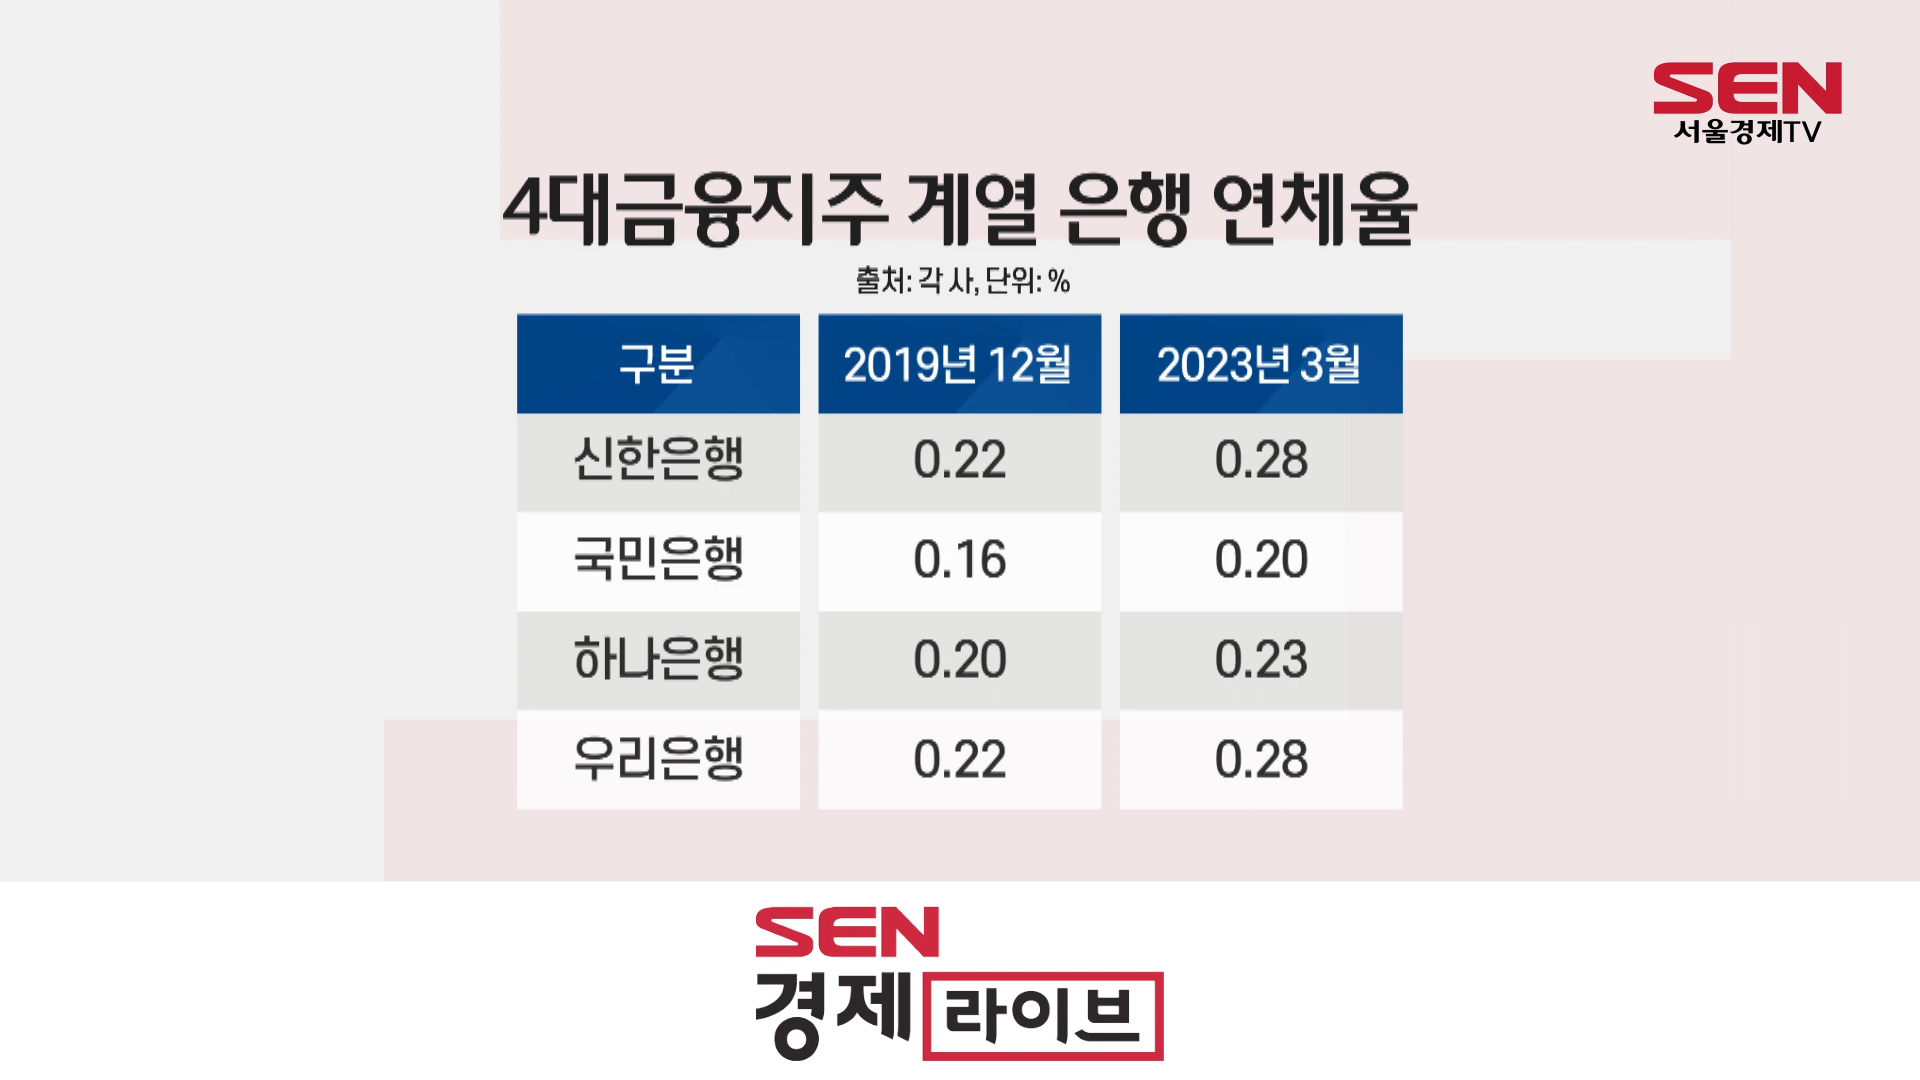 SEN
서울경제TV
4대금융지주 계열 은행 연체율
출처: 각 사, 단위: %
구분 2019년 12월 2023년 3월
신한은행 0.22 0.28
국민은행 0.16 0.20
하나은행 0.20 0.23
우리은행 0.22 0.28
SEN
경제라이브